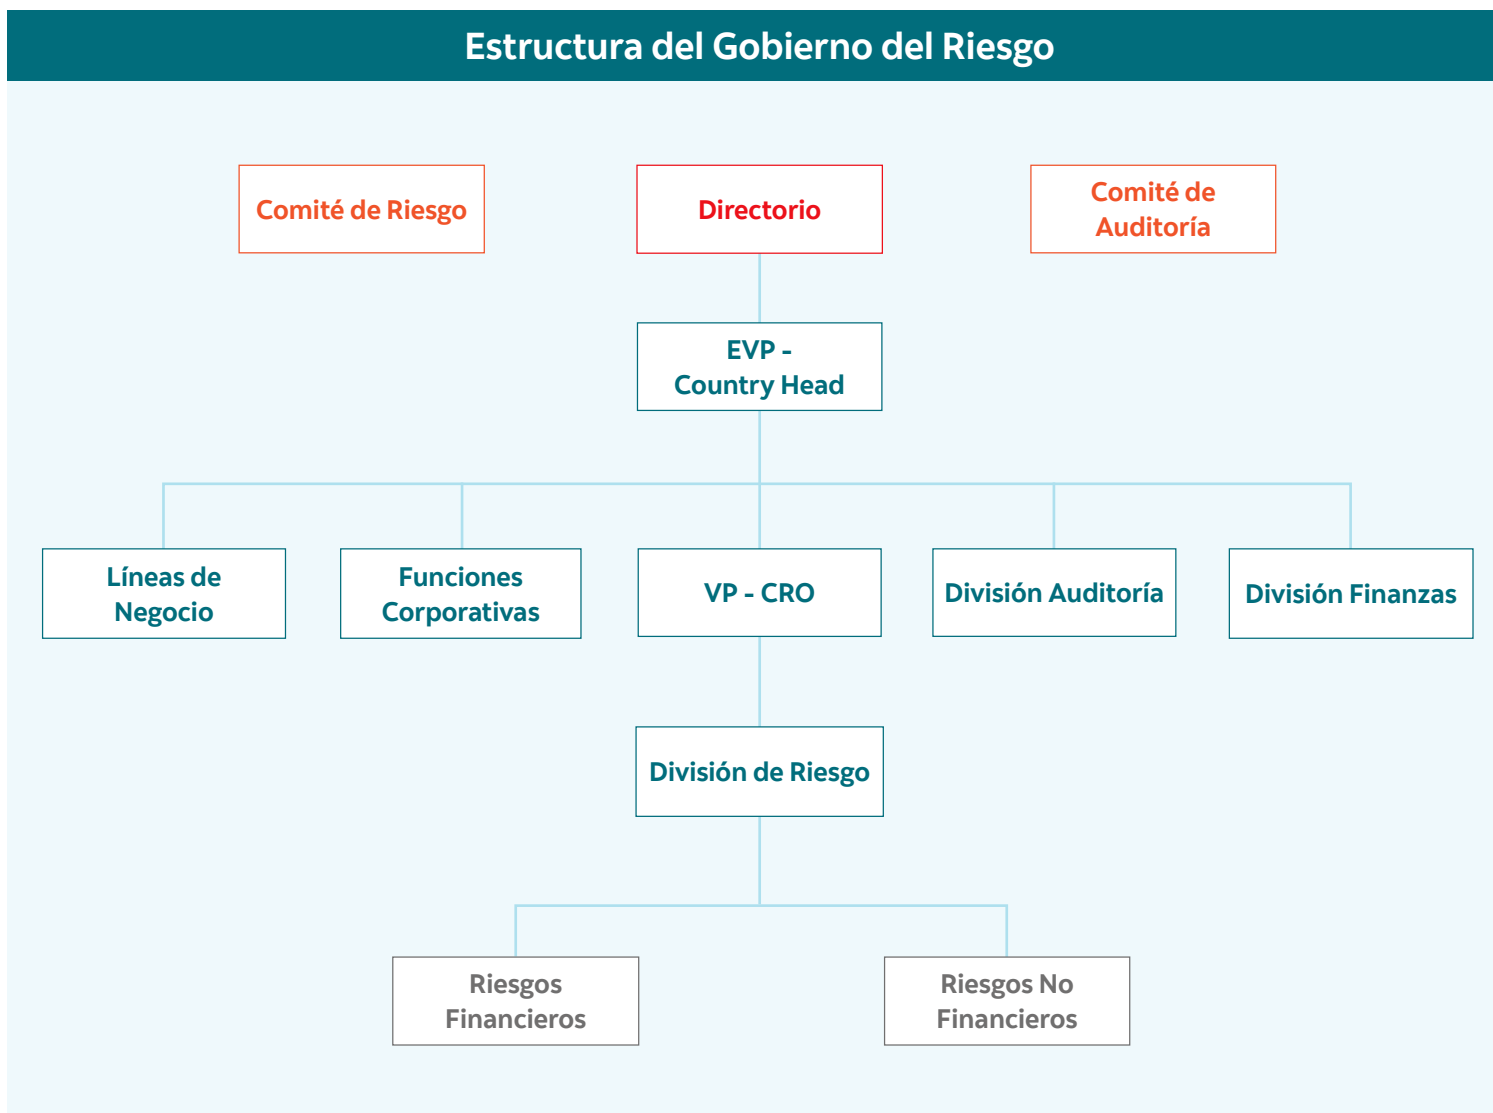 Estructura del Gobierno del Riesgo
Comité de Riesgo
Directorio
Comité de
Auditoría
EVP -
Country Head
Líneas de
Negocio
Funciones
Corporativas
VP - CRO
División Auditoría
División Finanzas
División de Riesgo
Riesgos
Financieros
Riesgos No
Financieros